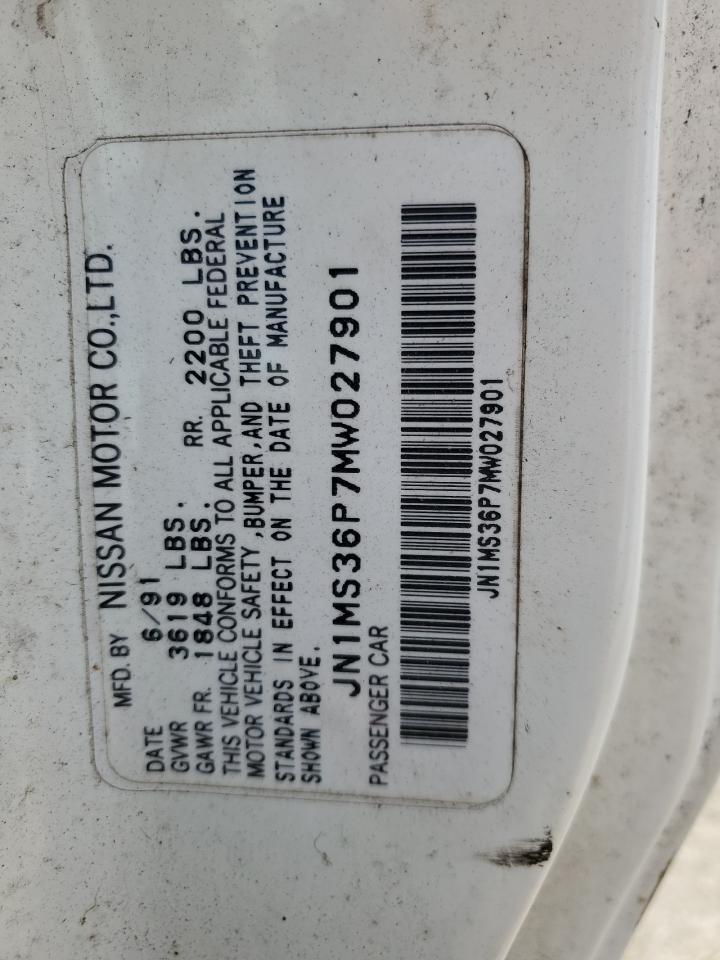 MFD. BY NISSAN MOTOR CO.,LTD.
DATE 6/91
GVWR 3619 LBS.
GAWR FR. 1848 LBS. RR. 2200 LBS.
THIS VEHICLE CONFORMS TO ALL APPLICABLE FEDERAL
MOTOR VEHICLE SAFETY,BUMPER,AND THEFT PREVENTION
STANDARDS IN EFFECT ON THE DATE OF MANUFACTURE
SHOWN ABOVE.
JN1MS36P7MW027901
PASSENGER CAR
JN1MS36P7MW027901